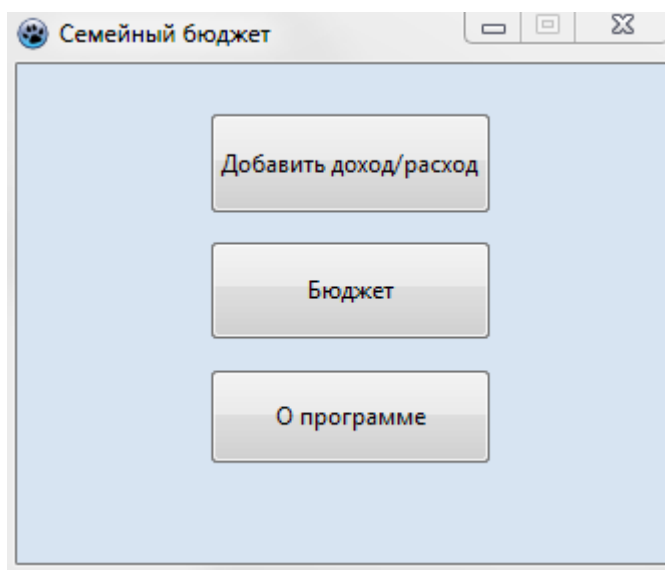 Семейный бюджет
Добавить доход/расход
Бюджет
О программе